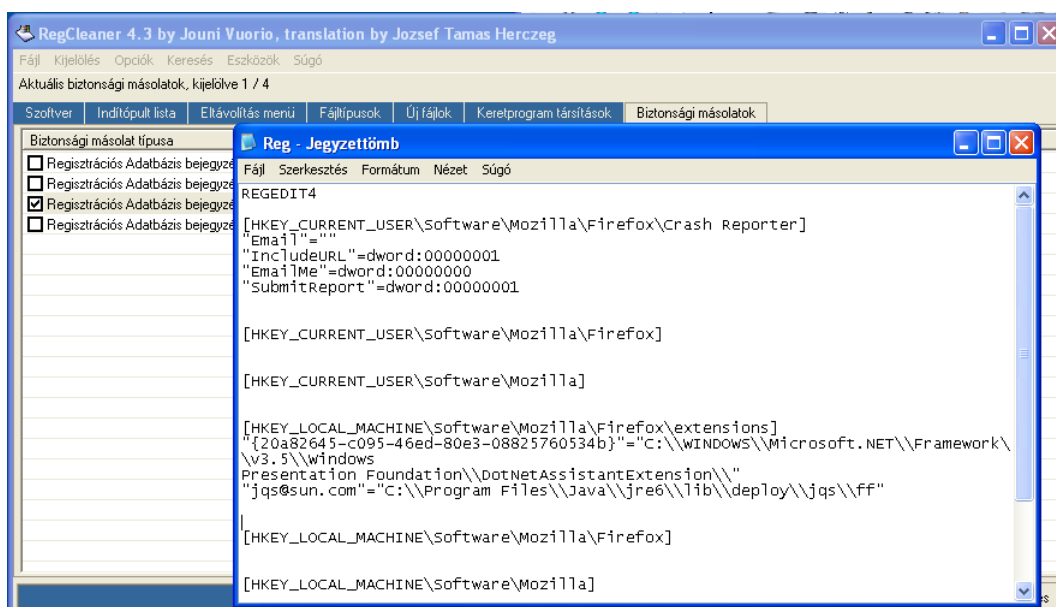 RegCleaner 4.3 by Jouni Vuorio, translation by Jozsef Tamas Herczeg
Fájl Kijelölés Opciók Keresés Eszközök Súgó
Aktuális biztonsági másolatok, kijelölve 1 / 4
Szoftver Indítópult lista Eltávolítás menü Fájltípusok Új fájlok Keretprogram társítások Biztonsági másolatok
Biztonsági másolat típusa
Regisztrációs Adatbázis bejegyzé
Regisztrációs Adatbázis bejegyzé
Regisztrációs Adatbázis bejegyzé
Regisztrációs Adatbázis bejegyzé
Reg - Jegyzettömb
Fájl Szerkesztés Formátum Nézet Súgó
REGEDIT4
[HKEY_CURRENT_USER\Software\Mozilla\Firefox\Crash Reporter]
"Email"=""
"IncludeURL"=dword:00000001
"EmailMe"=dword:00000000
"SubmitReport"=dword:00000001
[HKEY_CURRENT_USER\Software\Mozilla\Firefox]
[HKEY_CURRENT_USER\Software\Mozilla]
[HKEY_LOCAL_MACHINE\Software\Mozilla\Firefox\extensions]
"{20a82645-c095-46ed-80e3-08825760534b}"="C:\\WINDOWS\\Microsoft.NET\\Framework\
\v3.5\\Windows
Presentation Foundation\\DotNetAssistantExtension\\"
"jqs@sun.com"="C:\\Program Files\\Java\\jre6\\lib\\deploy\\jqs\\ff"
[HKEY_LOCAL_MACHINE\Software\Mozilla\Firefox]
[HKEY_LOCAL_MACHINE\Software\Mozilla]